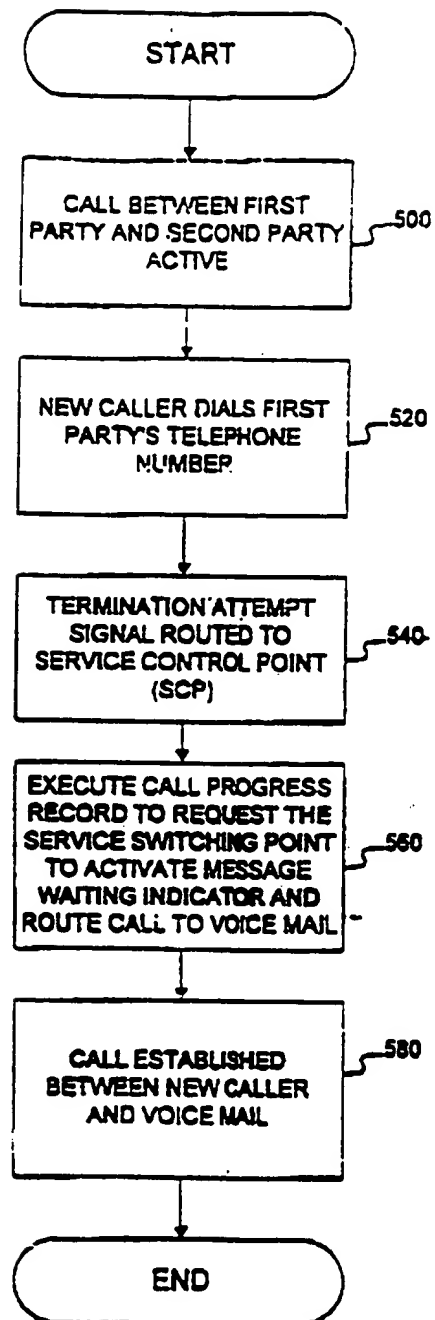 START
CALL BETWEEN FIRST
PARTY AND SECOND PARTY
ACTIVE
500
NEW CALLER DIALS FIRST
PARTY'S TELEPHONE
NUMBER
520
TERMINATION ATTEMPT
SIGNAL ROUTED TO
SERVICE CONTROL POINT
(SCP)
540
EXECUTE CALL PROGRESS
RECORD TO REQUEST THE
SERVICE SWITCHING POINT
TO ACTIVATE MESSAGE
WAITING INDICATOR AND
ROUTE CALL TO VOICE MAIL
560
CALL ESTABLISHED
BETWEEN NEW CALLER
AND VOICE MAIL
580
END